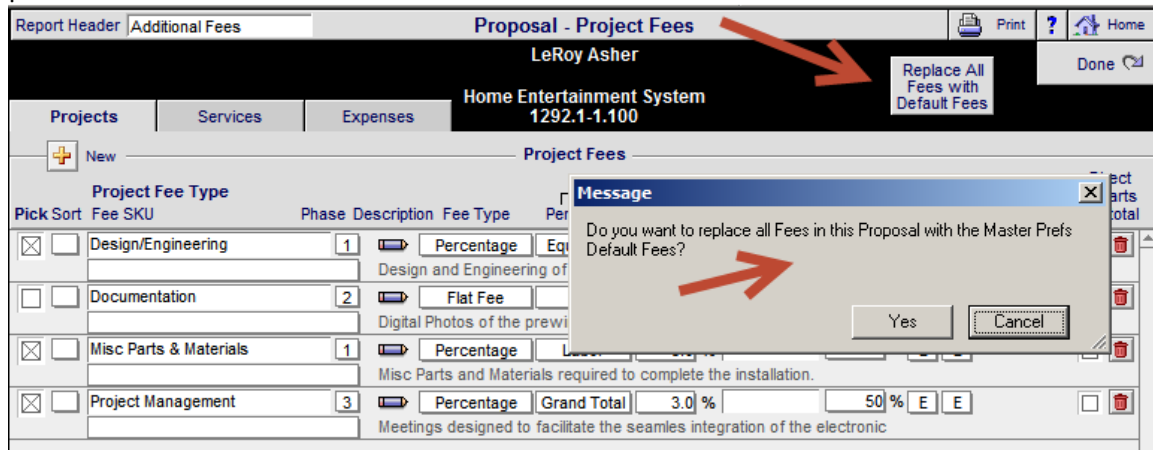 Report Header Additional Fees Proposal - Project Fees Print ? Home
LeRoy Asher
Replace All Fees with Default Fees
Done
Home Entertainment System
1292.1-1.100
Projects Services Expenses
New Project Fees
Project Fee Type
Pick Sort Fee SKU Phase Description Fee Type
Message
Do you want to replace all Fees in this Proposal with the Master Prefs
Default Fees?
Yes Cancel
Design/Engineering 1 Percentage
Design and Engineering of
Documentation 2 Flat Fee
Digital Photos of the
Misc Parts & Materials 1 Percentage
Misc Parts and Materials required to complete the installation.
Project Management 3 Percentage Grand Total 3.0 % 50 % E E
Meetings designed to facilitate the seamles integration of the electronic